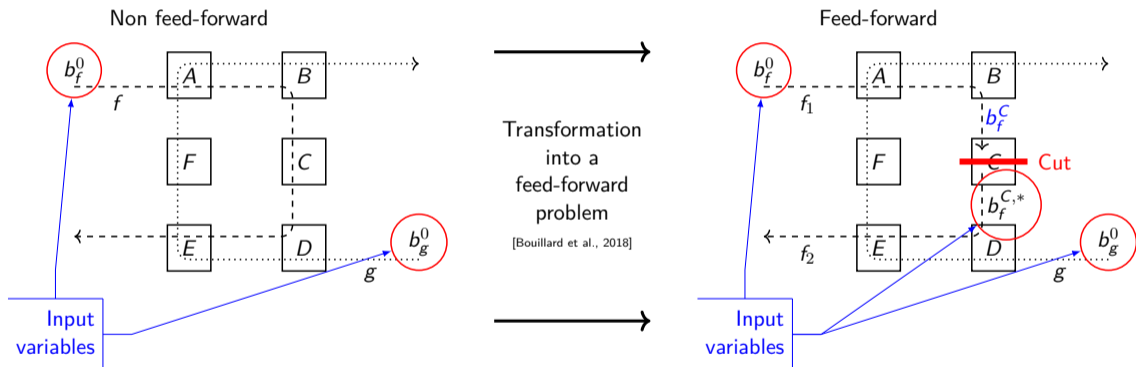 Non feed-forward
Feed-forward
b_f^0
A
B
f
F
C
E
D
b_g^0
g
Input
variables
Transformation
into a
feed-forward
problem
[Bouillard et al., 2018]
b_f^0
A
B
f_1
b_f^C
F
C
Cut
b_f^{C,*}
E
D
b_g^0
f_2
g
Input
variables